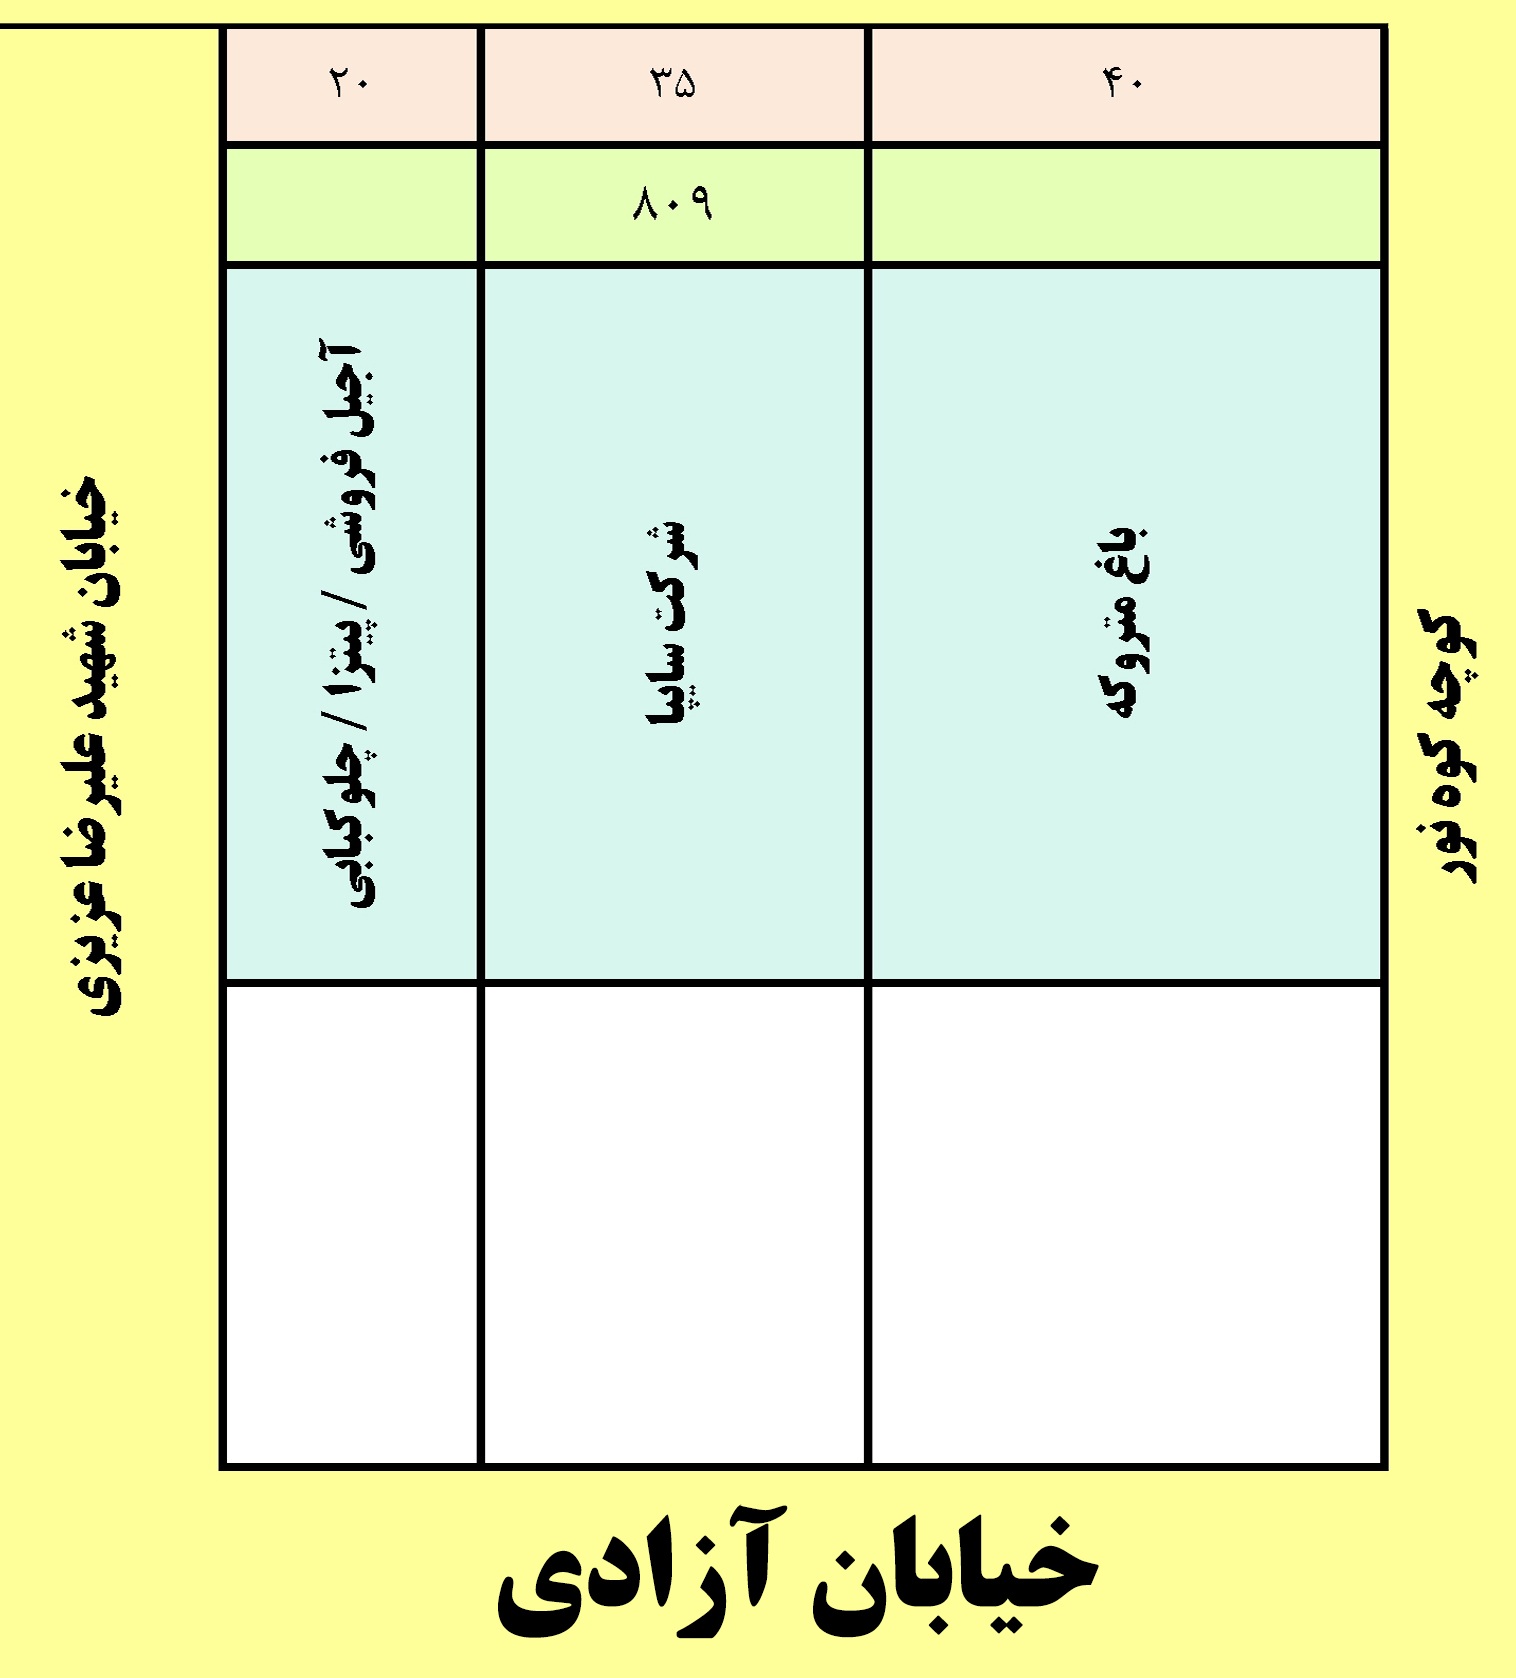 ۲۰
۳۵
۴۰
۸۰۹
آجیل فروشی / پیتزا / چلوکبابی
شرکت سایپا
باغ متروکه
خیابان شهید علیرضا عزیزی
کوچه کوه نور
خیابان آزادی